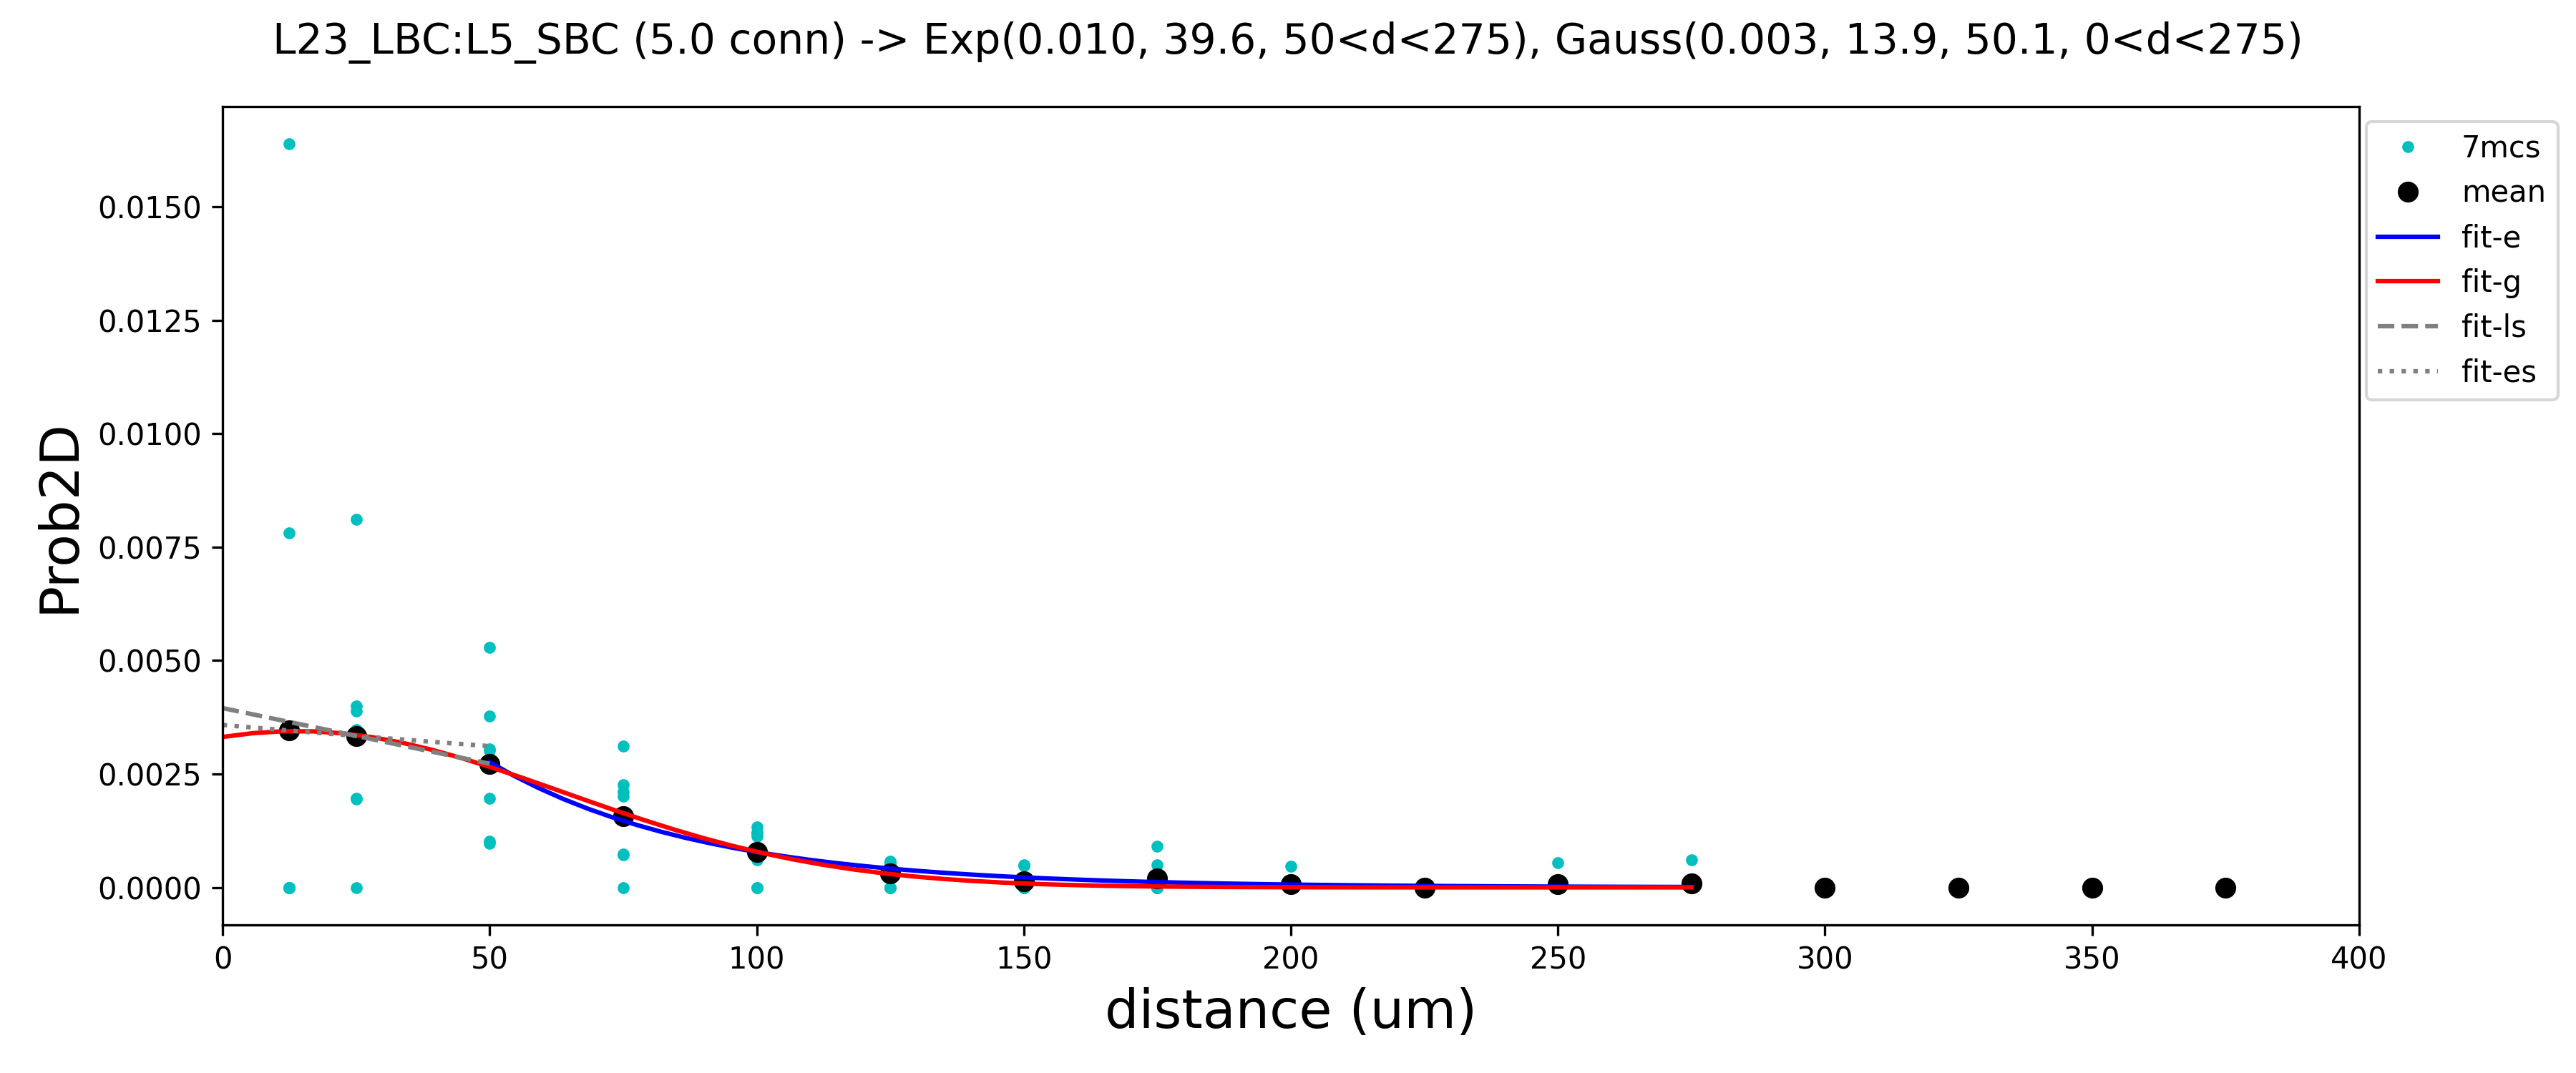 L23_LBC:L5_SBC (5.0 conn) -> Exp(0.010, 39.6, 50<d<275), Gauss(0.003, 13.9, 50.1, 0<d<275)
7mcs
mean
fit-e
fit-g
fit-ls
fit-es
Prob2D
0.0150
0.0125
0.0100
0.0075
0.0050
0.0025
0.0000
0 50 100 150 200 250 300 350 400
distance (um)